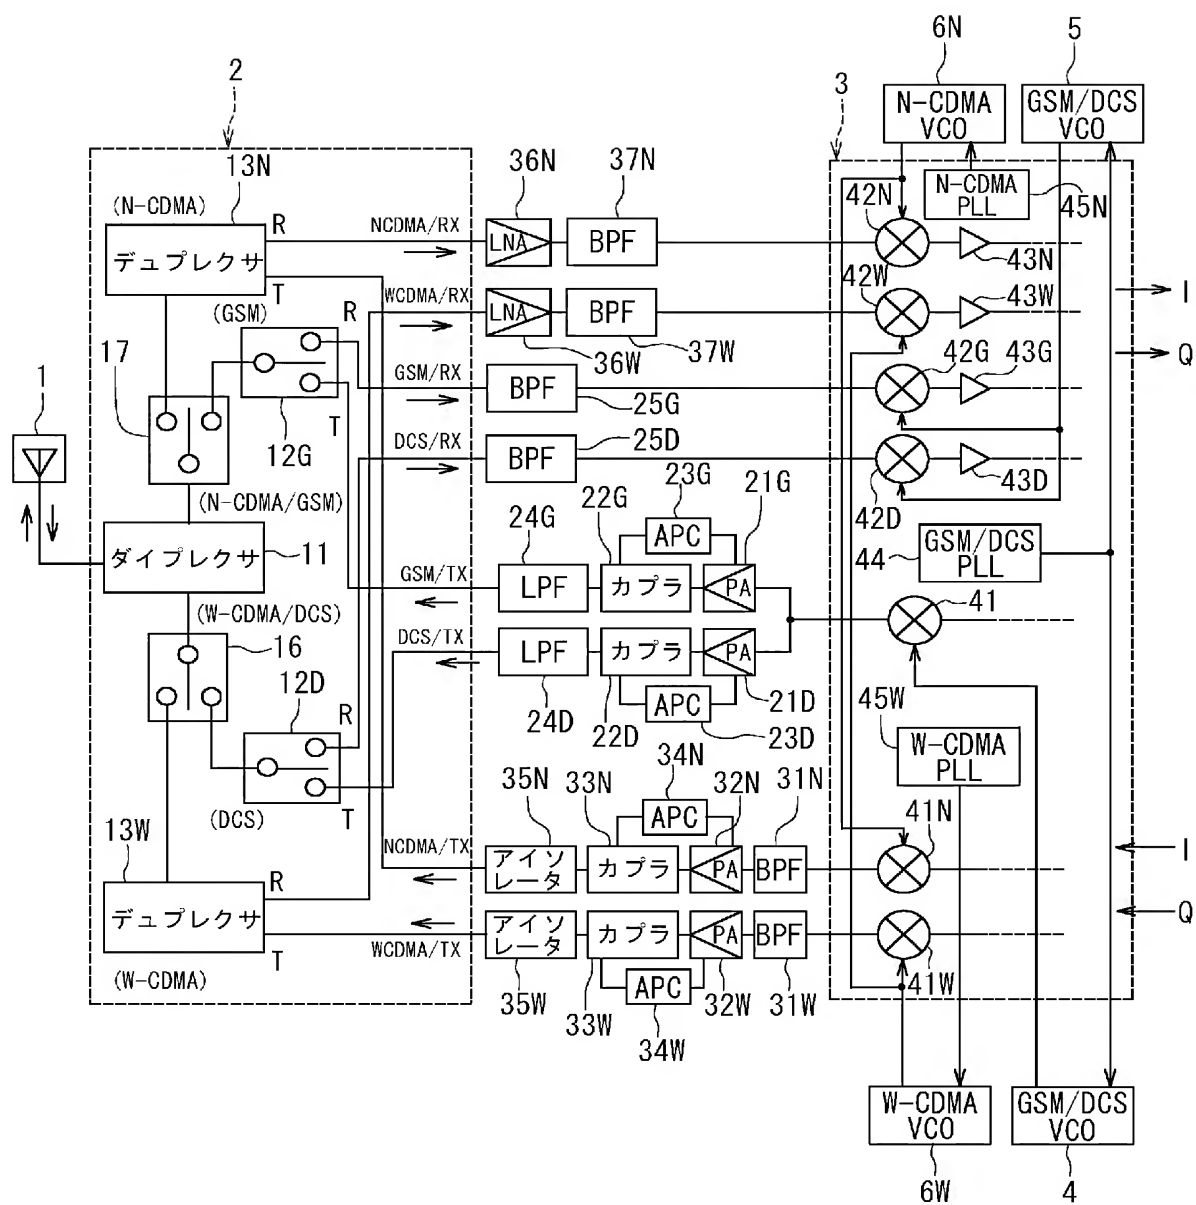 6N
5
2
3
N-CDMA
VCO
GSM/DCS
VCO
13N
36N
37N
(N-CDMA)
R
NCDMA/RX
LNA
BPF
42N
N-CDMA
PLL
45N
デュプレクサ
43N
T
WCDMA/RX
42W
43W
I
(GSM)
R
LNA
BPF
17
36W
37W
42G
43G
Q
1
GSM/RX
BPF
25G
T
12G
DCS/RX
25D
BPF
23G
21G
43D
(N-CDMA/GSM)
24G
22G
APC
42D
ダイプレクサ
11
GSM/TX
LPF
カプラ
PA
44
GSM/DCS
PLL
41
(W-CDMA/DCS)
16
DCS/TX
LPF
カプラ
PA
12D
R
24D
22D
APC
21D
23D
45W
W-CDMA
PLL
(DCS)
T
34N
35N
33N
APC
32N
31N
13W
NCDMA/TX
アイソ
レータ
カプラ
PA
BPF
41N
I
R
デュプレクサ
T
WCDMA/TX
アイソ
レータ
カプラ
PA
BPF
Q
(W-CDMA)
35W
33W
APC
34W
32W
31W
41W
W-CDMA
VCO
GSM/DCS
VCO
6W
4